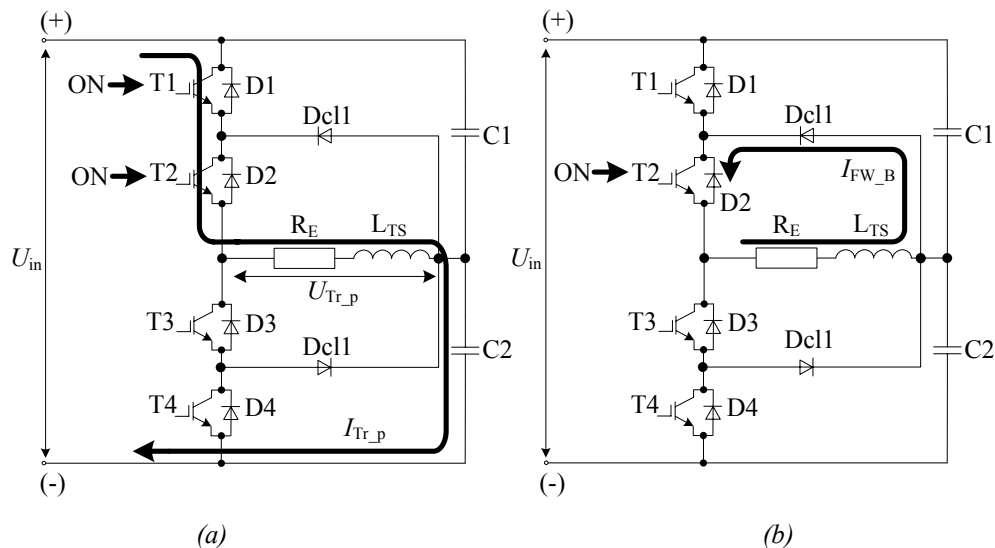 (+)
ON
T1
D1
Dcl1
C1
ON
T2
D2
R_E
L_TS
U_in
U_Tr_p
T3
D3
Dcl1
C2
T4
D4
I_Tr_p
(-)
(a)
(+)
T1
D1
Dcl1
C1
ON
T2
D2
I_FW_B
R_E
L_TS
U_in
T3
D3
Dcl1
C2
T4
D4
(-)
(b)